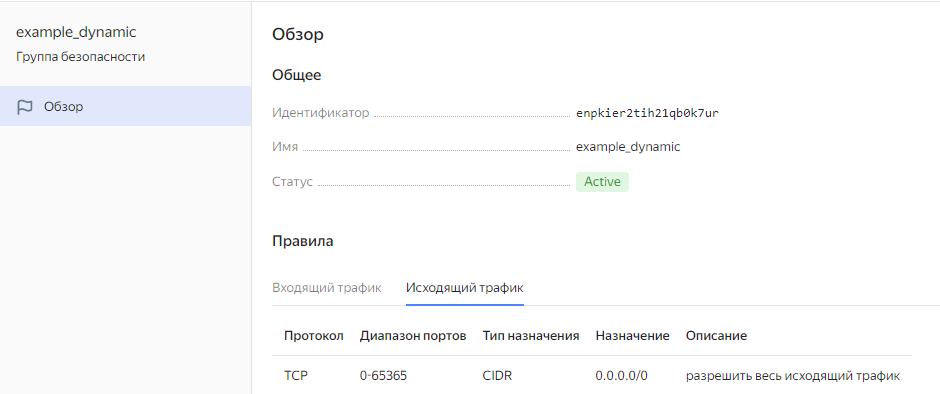 example_dynamic
Группа безопасности
Обзор
Обзор
Общее
Идентификатор enpkier2tih21qb0k7ur
Имя example_dynamic
Статус Active
Правила
Входящий трафик Исходящий трафик
Протокол Диапазон портов Тип назначения Назначение Описание
TCP 0-65365 CIDR 0.0.0.0/0 разрешить весь исходящий трафик